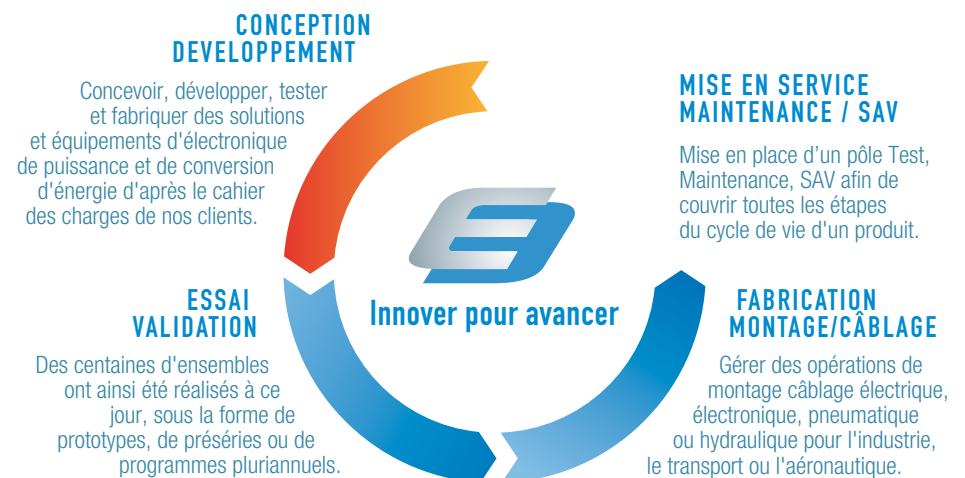 CONCEPTION
DEVELOPPEMENT
Concevoir, développer, tester
et fabriquer des solutions
et équipements d'électronique
de puissance et de conversion
d'énergie d'après le cahier
des charges de nos clients.
ESSAI
VALIDATION
Des centaines d'ensembles
ont ainsi été réalisés à ce
jour, sous la forme de
prototypes, de préséries ou de
programmes pluriannuels.
Innover pour avancer
MISE EN SERVICE
MAINTENANCE / SAV
Mise en place d’un pôle Test,
Maintenance, SAV afin de
couvrir toutes les étapes
du cycle de vie d'un produit.
FABRICATION
MONTAGE/CÂBLAGE
Gérer des opérations de
montage câblage électrique,
électronique, pneumatique
ou hydraulique pour l'industrie,
le transport ou l'aéronautique.